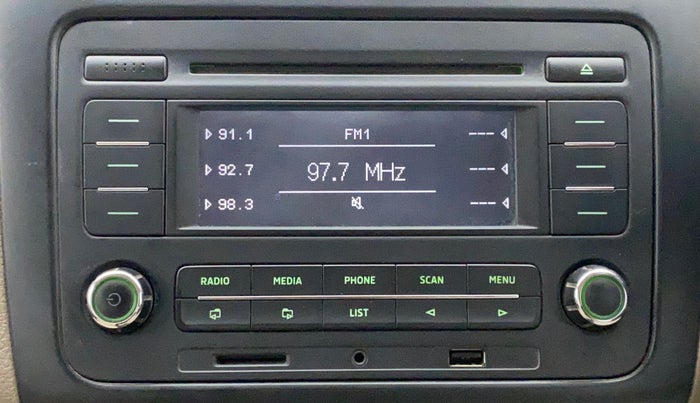 91.1 FM1 ---
92.7 97.7 MHz ---
98.3 ---
RADIO MEDIA PHONE SCAN MENU
LIST